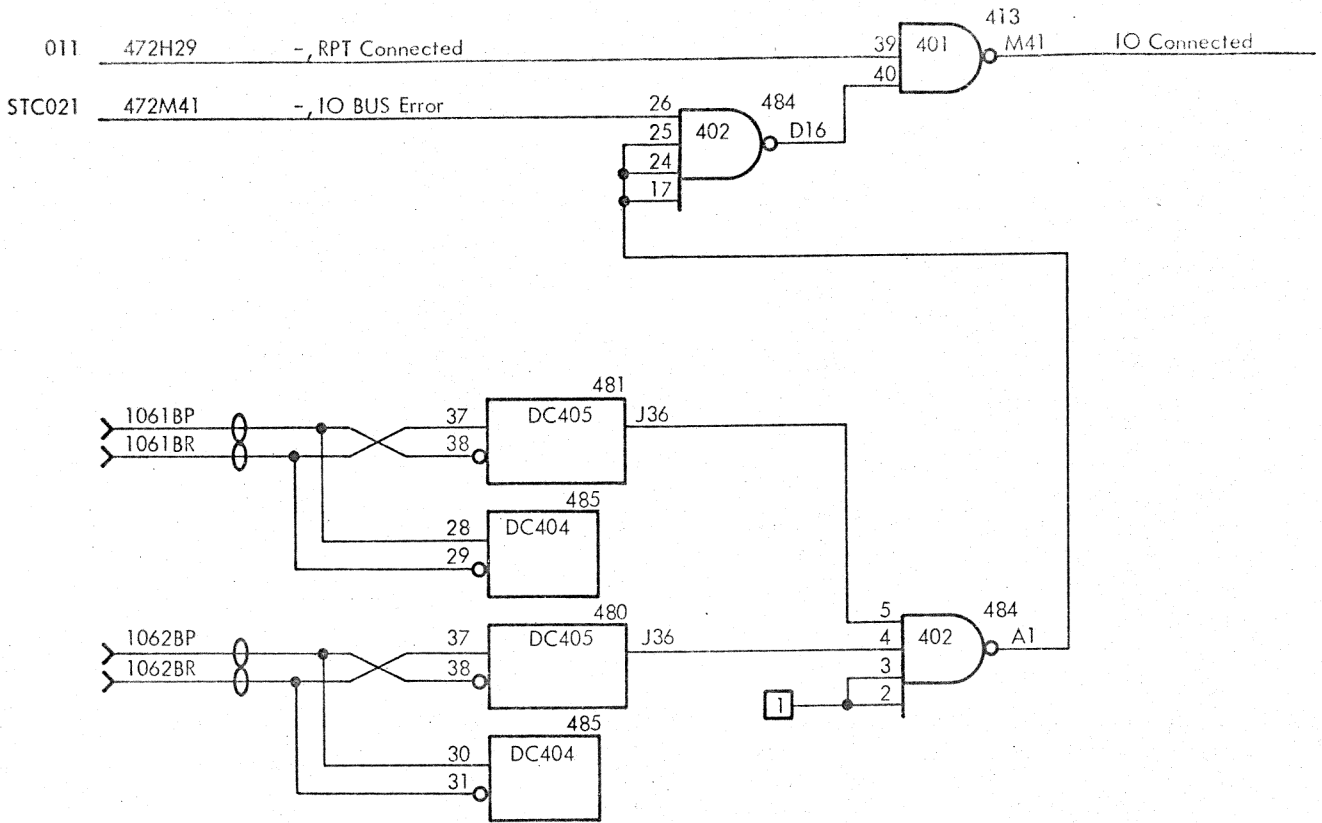 413
011 472H29 -, RPT Connected 39 401 M41 IO Connected
40
STC021 472M41 -, IO BUS Error 26 484
25 402 D16
24
17
481
1061BP 37 DC405 J36
1061BR 38
485
28 DC404
29
480
1062BP 37 DC405 J36
1062BR 38
5 484
4 402 A1
3
1 2
485
30 DC404
31